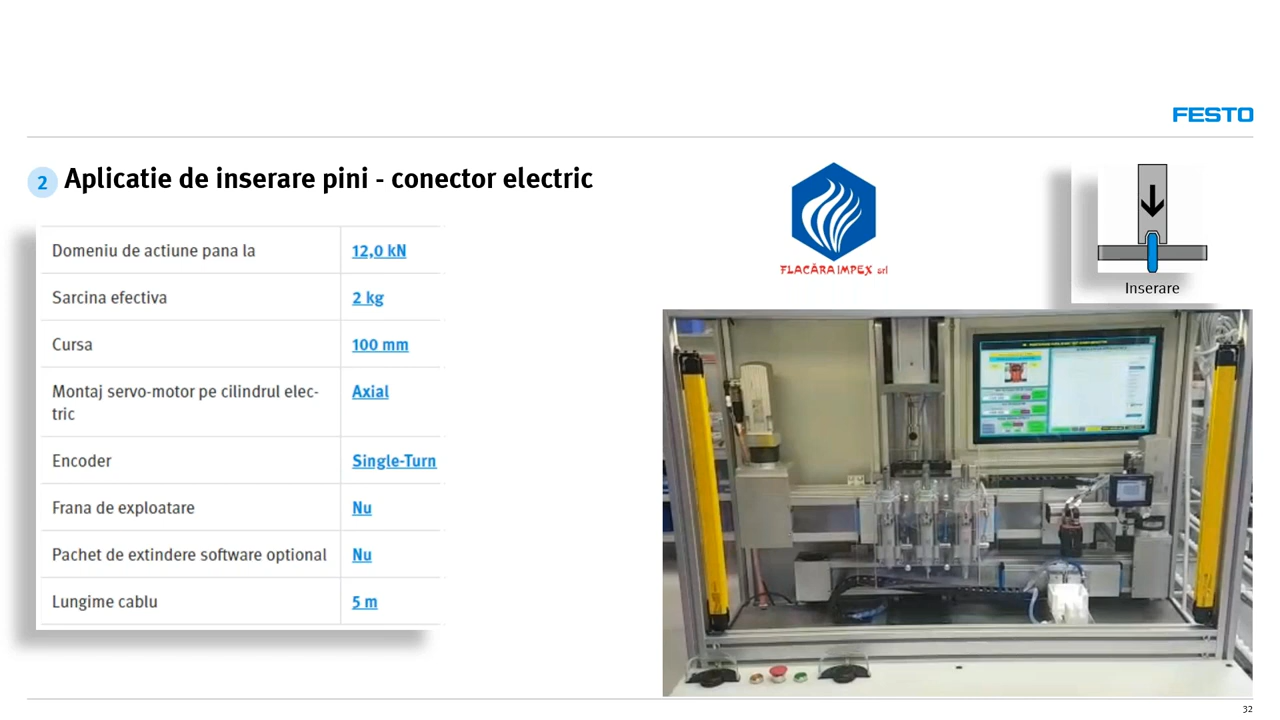 FESTO
2 Aplicatie de inserare pini - conector electric
FLACĂRA IMPEX srl
Inserare
Domeniu de actiune pana la 12,0 kN
Sarcina efectiva 2 kg
Cursa 100 mm
Montaj servo-motor pe cilindrul elec-
tric Axial
Encoder Single-Turn
Frana de exploatare Nu
Pachet de extindere software optional Nu
Lungime cablu 5 m
32